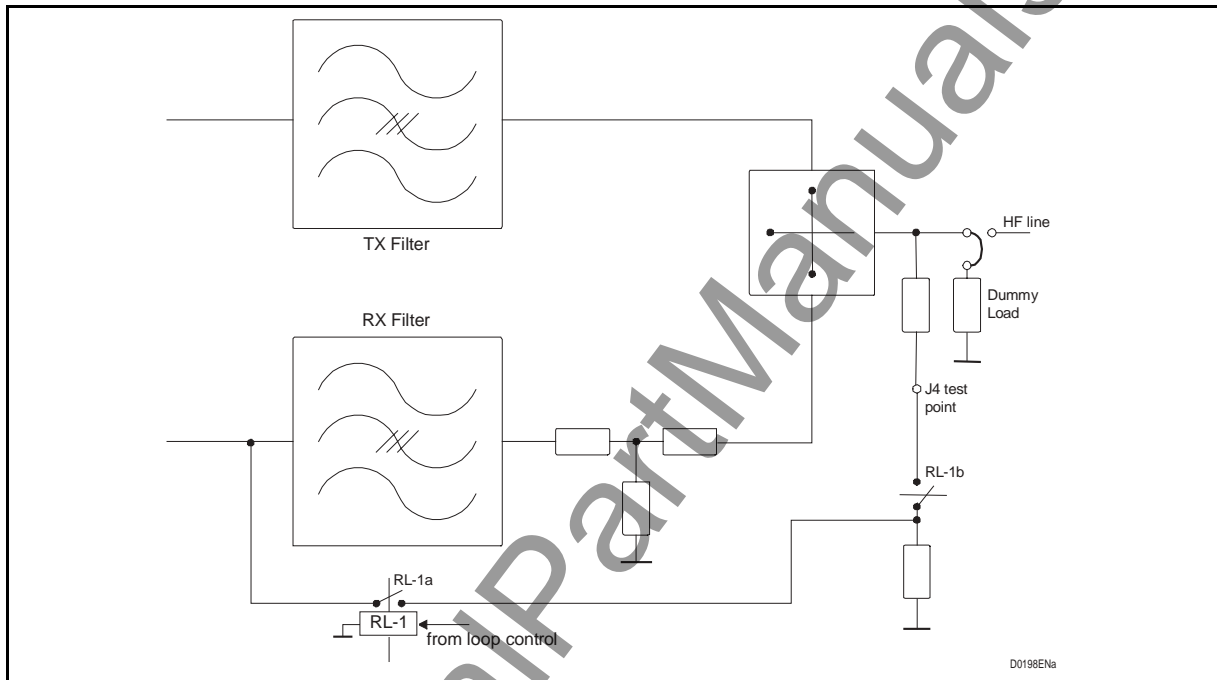 TX Filter
HF line
Dummy
Load
RX Filter
J4 test
point
RL-1b
RL-1a
RL-1
from loop control
D0198ENa
lPartManuals